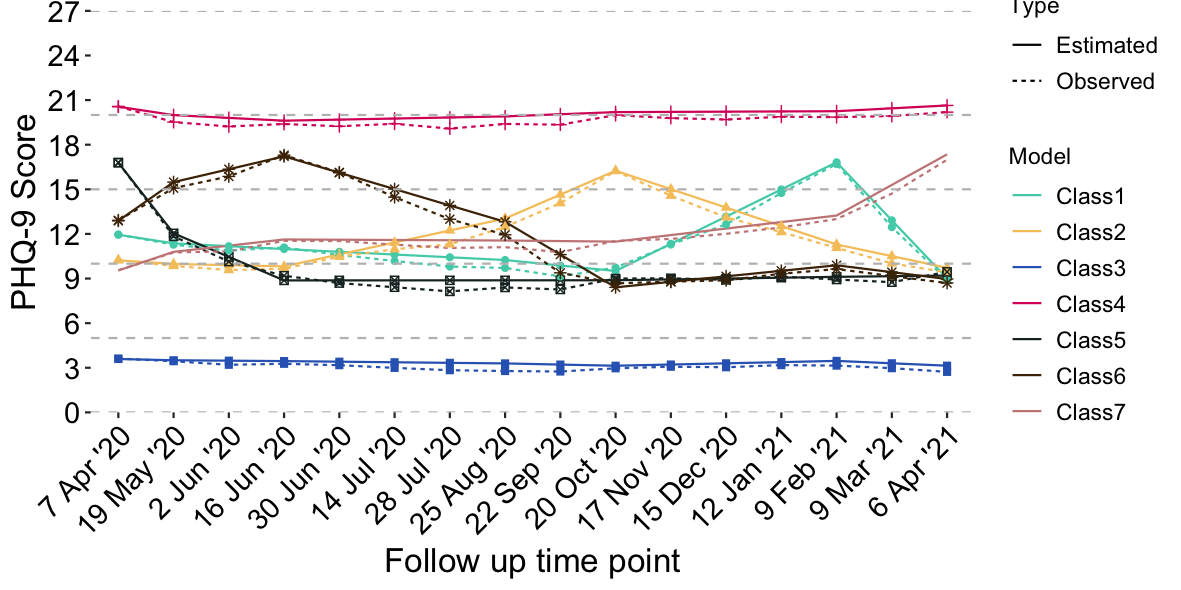 27
24
21
18
15
12
9
6
3
0
PHQ-9 Score
7 Apr '20
19 May '20
2 Jun '20
16 Jun '20
30 Jun '20
14 Jul '20
28 Jul '20
25 Aug '20
22 Sep '20
20 Oct '20
17 Nov '20
15 Dec '20
12 Jan '21
9 Feb '21
9 Mar '21
6 Apr '21
Follow up time point
Type
Estimated
Observed
Model
Class1
Class2
Class3
Class4
Class5
Class6
Class7